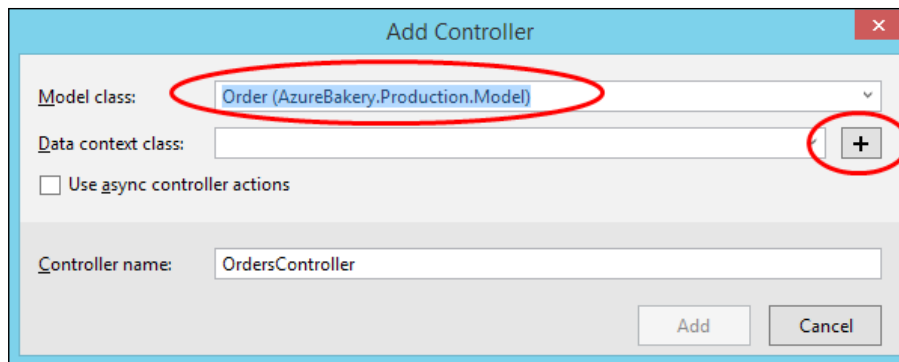 Add Controller
Model class: Order (AzureBakery.Production.Model)
Data context class:
Use async controller actions
Controller name: OrdersController
Add Cancel